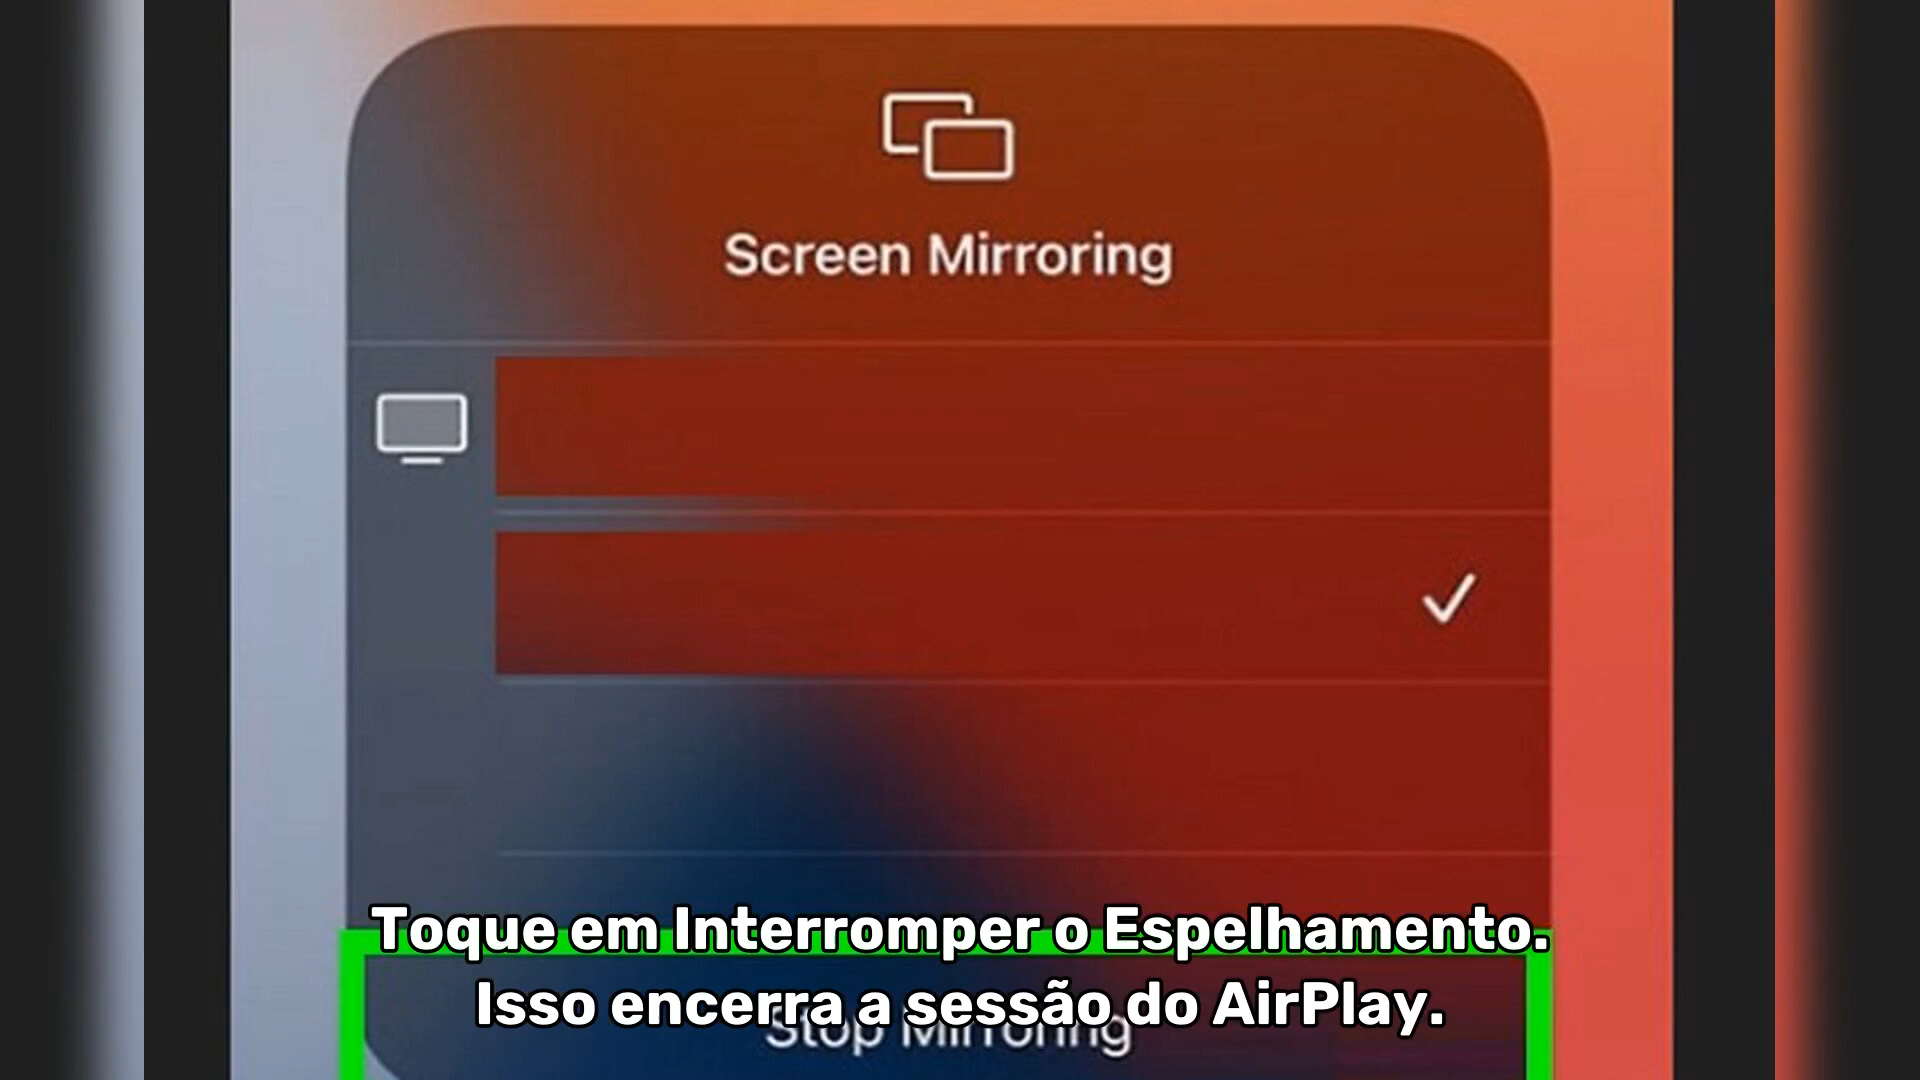 Screen Mirroring
Toque em Interromper o Espelhamento.
Isso encerra a sessão do AirPlay.
Stop Mirroring